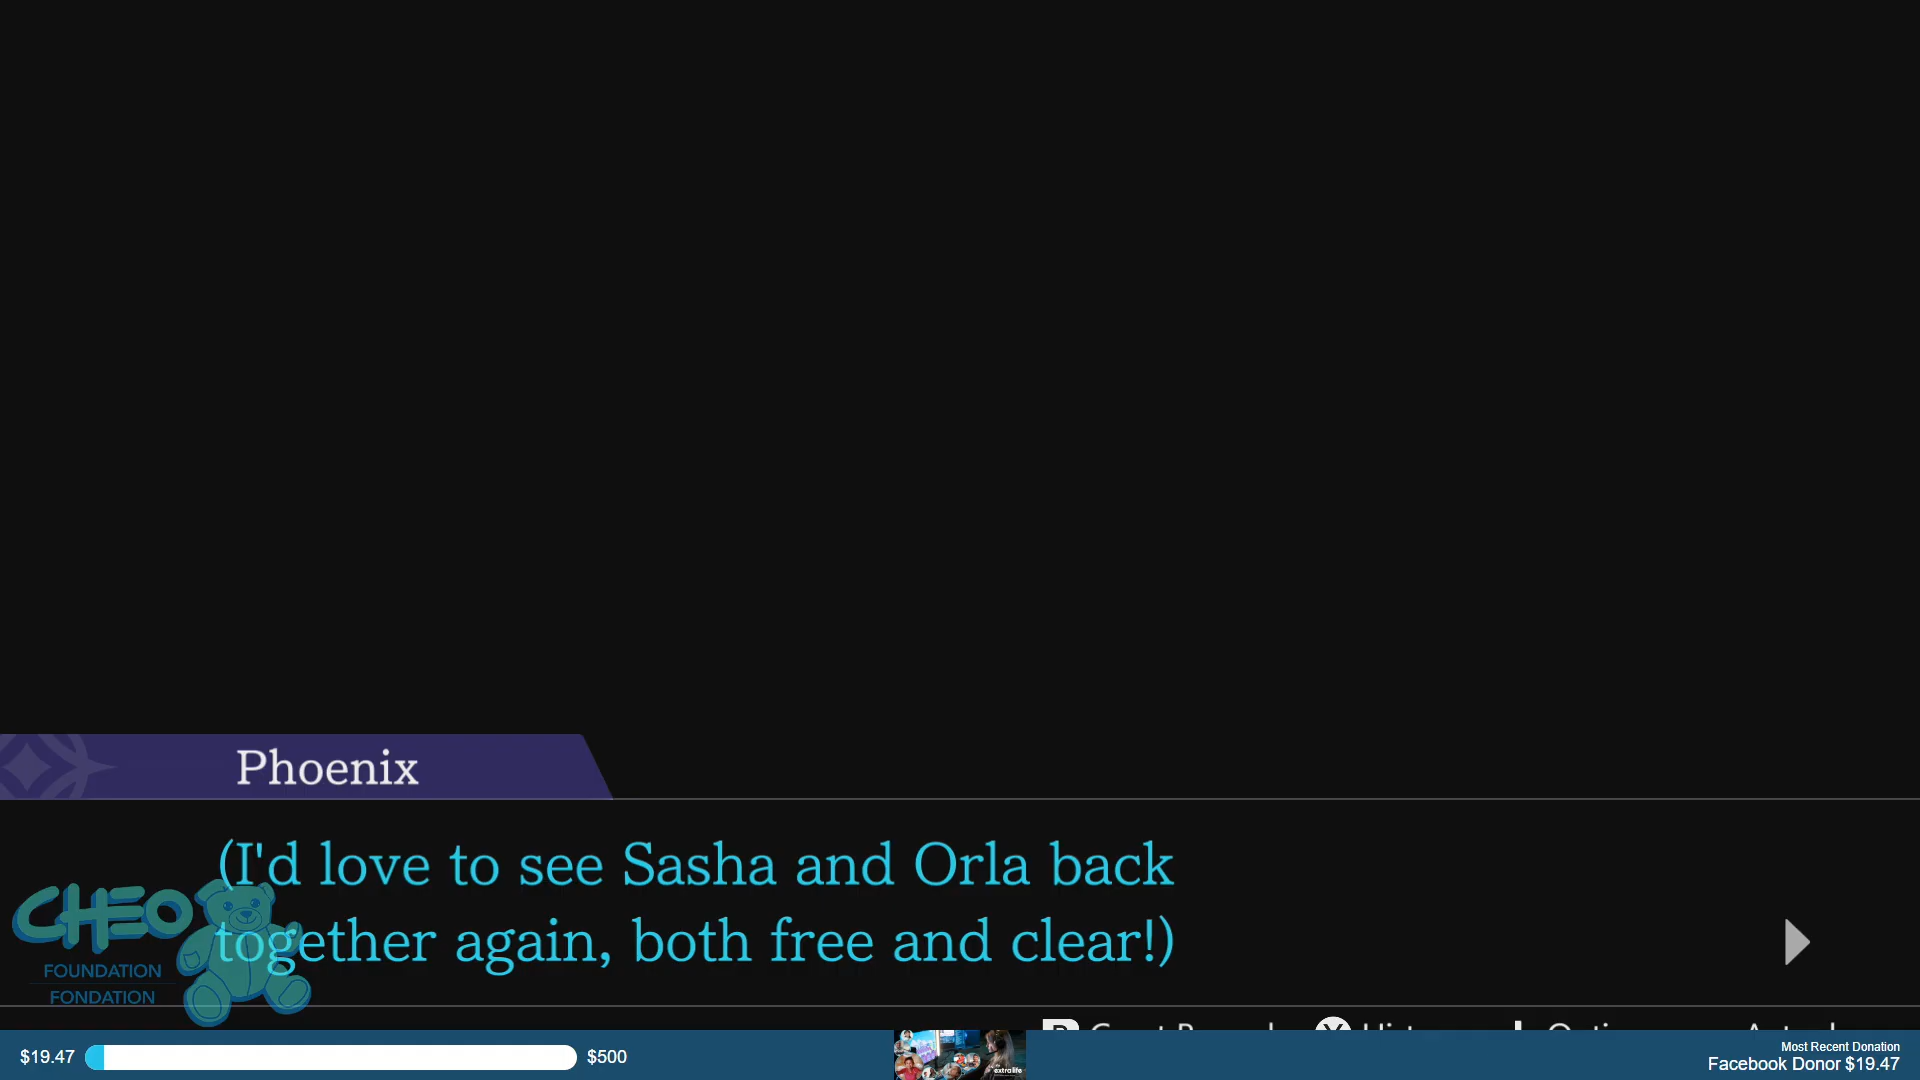 Phoenix
(I'd love to see Sasha and Orla back
together again, both free and clear!)
CHEO
FOUNDATION
FONDATION
$19.47
$500
extralife
Most Recent Donation
Facebook Donor $19.47